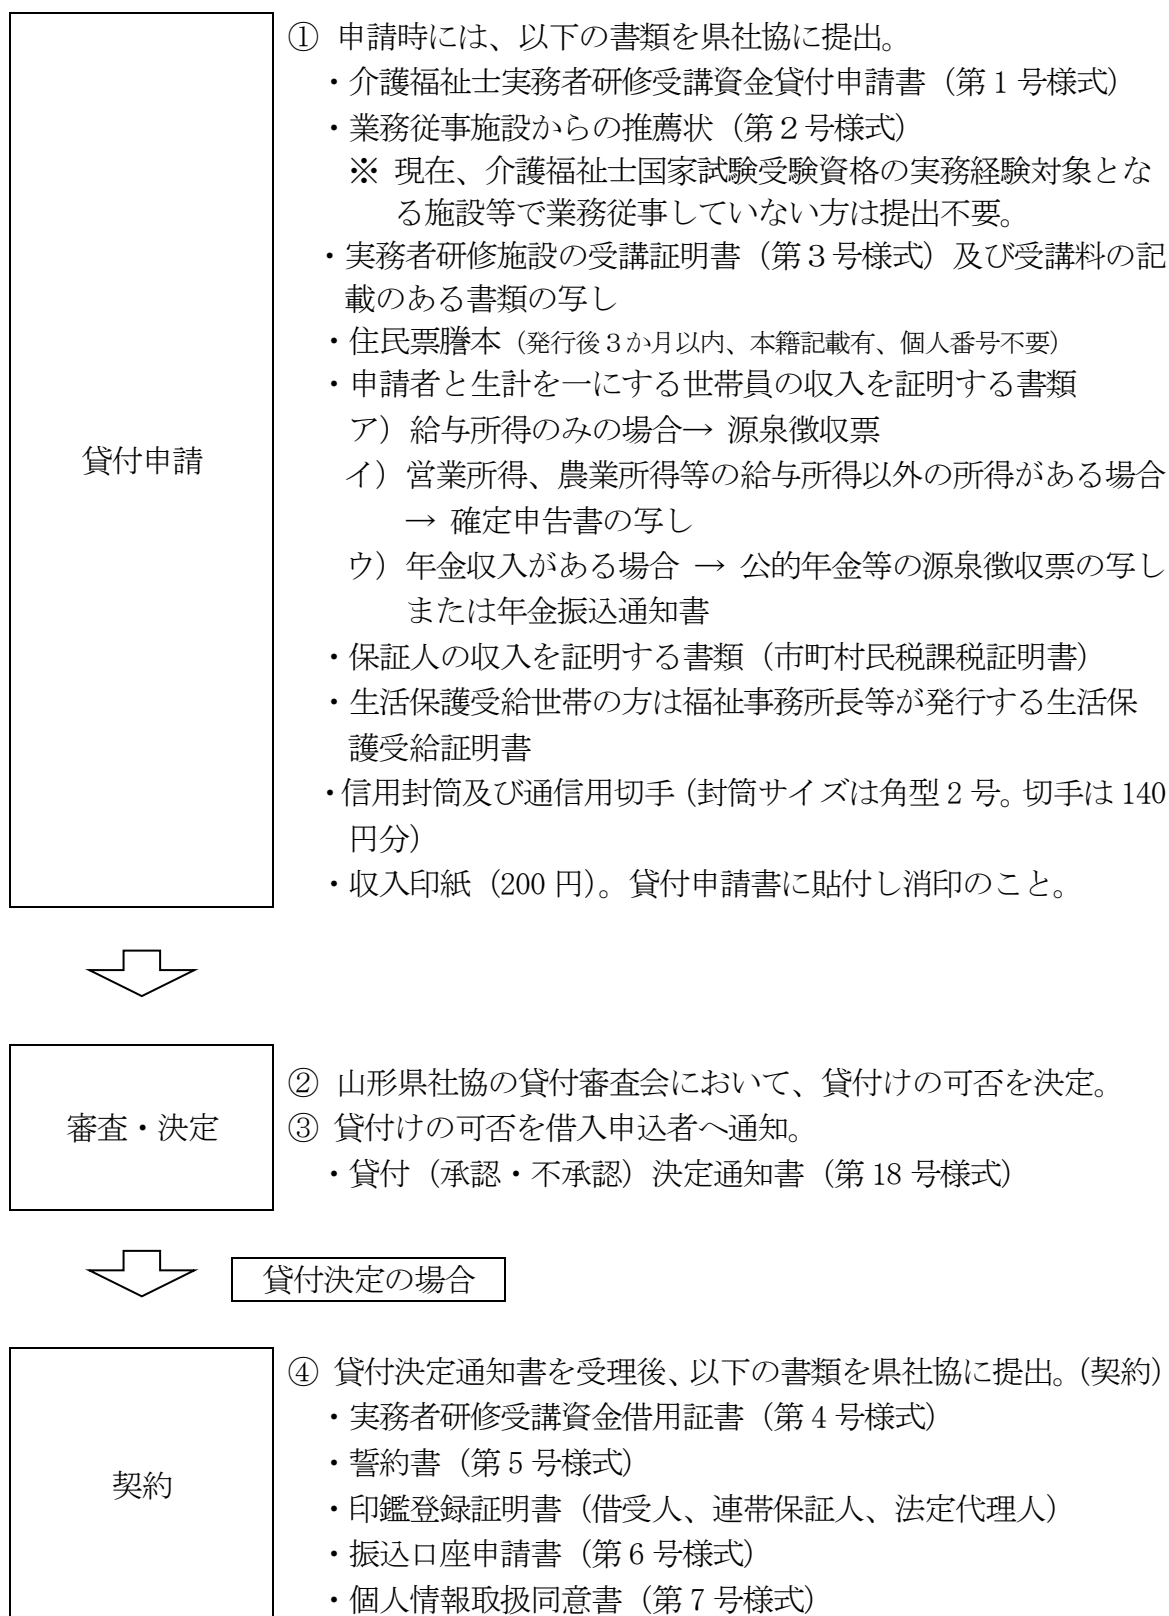 貸付申請
① 申請時には、以下の書類を県社協に提出。
・介護福祉士実務者研修受講資金貸付申請書（第１号様式）
・業務従事施設からの推薦状（第２号様式）
※ 現在、介護福祉士国家試験受験資格の実務経験対象とな
る施設等で業務従事していない方は提出不要。
・実務者研修施設の受講証明書（第３号様式）及び受講料の記
載のある書類の写し
・住民票謄本（発行後３か月以内、本籍記載有、個人番号不要）
・申請者と生計を一にする世帯員の収入を証明する書類
ア）給与所得のみの場合→ 源泉徴収票
イ）営業所得、農業所得等の給与所得以外の所得がある場合
→ 確定申告書の写し
ウ）年金収入がある場合 → 公的年金等の源泉徴収票の写し
または年金振込通知書
・保証人の収入を証明する書類（市町村民税課税証明書）
・生活保護受給世帯の方は福祉事務所長等が発行する生活保
護受給証明書
・信用封筒及び通信用切手（封筒サイズは角型２号。切手は 140
円分）
・収入印紙（200 円）。貸付申請書に貼付し消印のこと。
審査・決定
② 山形県社協の貸付審査会において、貸付けの可否を決定。
③ 貸付けの可否を借入申込者へ通知。
・貸付（承認・不承認）決定通知書（第 18 号様式）
貸付決定の場合
契約
④ 貸付決定通知書を受理後、以下の書類を県社協に提出。（契約）
・実務者研修受講資金借用証書（第４号様式）
・誓約書（第５号様式）
・印鑑登録証明書（借受人、連帯保証人、法定代理人）
・振込口座申請書（第６号様式）
・個人情報取扱同意書（第７号様式）